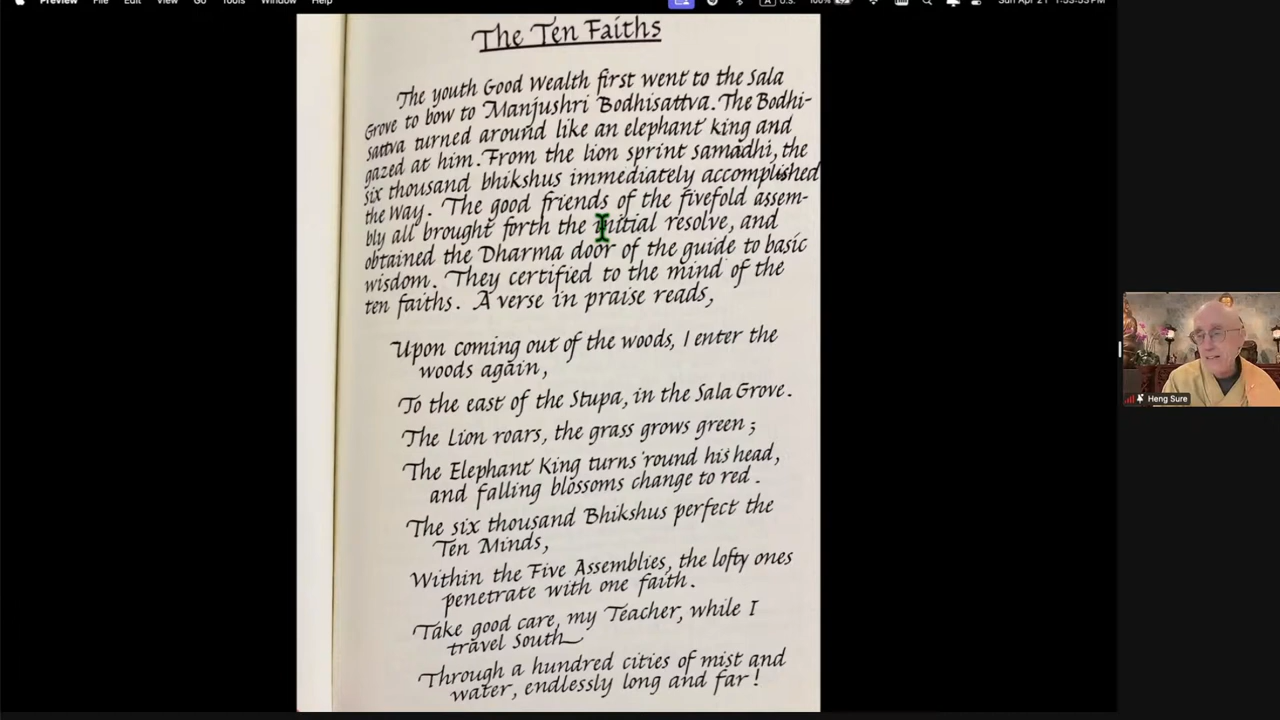 Preview File Edit View Go Tools Window Help
The Ten Faiths
The youth Good Wealth first went to the Sala
Grove to bow to Manjushri Bodhisattva. The Bodhi-
sattva turned around like an elephant king and
gazed at him. From the lion sprint samadhi, the
six thousand bhikshus immediately accomplished
the Way. The good friends of the fivefold assem-
bly all brought forth the initial resolve, and
obtained the Dharma door of the guide to basic
wisdom. They certified to the mind of the
ten faiths. A verse in praise reads,
Upon coming out of the woods, I enter the
woods again,
To the east of the Stupa, in the Sala Grove.
The Lion roars, the grass grows green;
The Elephant King turns 'round his head,
and falling blossoms change to red.
The six thousand Bhikshus perfect the
Ten Minds,
Within the Five Assemblies, the lofty ones
penetrate with one faith.
Take good care, my Teacher, while I
travel South
Through a hundred cities of mist and
water, endlessly long and far!
Heng Sure